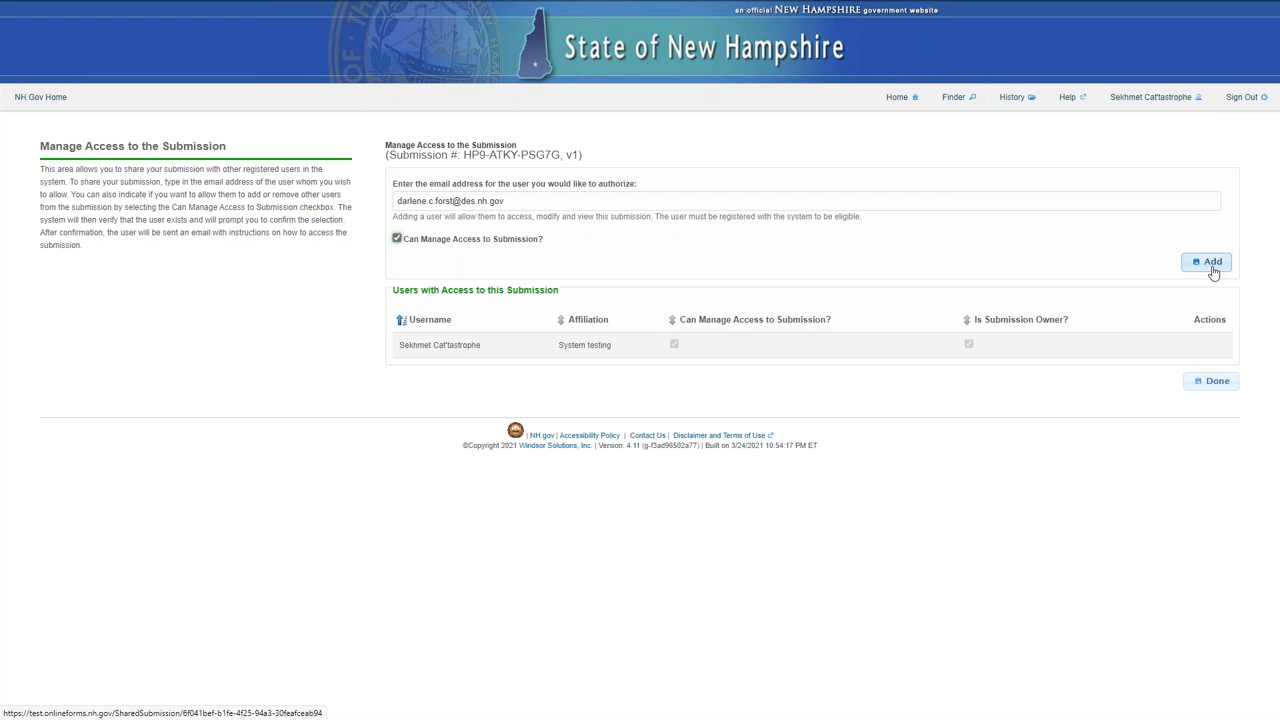 an official NEW HAMPSHIRE government website
State of New Hampshire
NH.Gov Home
Home
Finder
History
Help
Sekhmet Cat'tastrophe
Sign Out
Manage Access to the Submission
This area allows you to share your submission with other registered users in the
system. To share your submission, type in the email address of the user whom you wish
to allow. You can also indicate if you want to allow them to add or remove other users
from the submission by selecting the Can Manage Access to Submission checkbox. The
system will then verify that the user exists and will prompt you to confirm the selection.
After confirmation, the user will be sent an email with instructions on how to access the
submission.
Manage Access to the Submission
(Submission #: HP9-ATKY-PSG7G, v1)
Enter the email address for the user you would like to authorize:
darlene.c.forst@des.nh.gov
Adding a user will allow them to access, modify and view this submission. The user must be registered with the system to be eligible.
Can Manage Access to Submission?
Add
Users with Access to this Submission
Username Affiliation Can Manage Access to Submission? Is Submission Owner? Actions
Sekhmet Cat'tastrophe System testing
Done
| NH.gov | Accessibility Policy | Contact Us | Disclaimer and Terms of Use
©Copyright 2021 Windsor Solutions, Inc. | Version: 4.11 (g-f3ad96502a77) | Built on 3/24/2021 10:54:17 PM ET
https://test.onlineforms.nh.gov/SharedSubmission/6f041bef-b1fe-4f25-94a3-30feafceab94